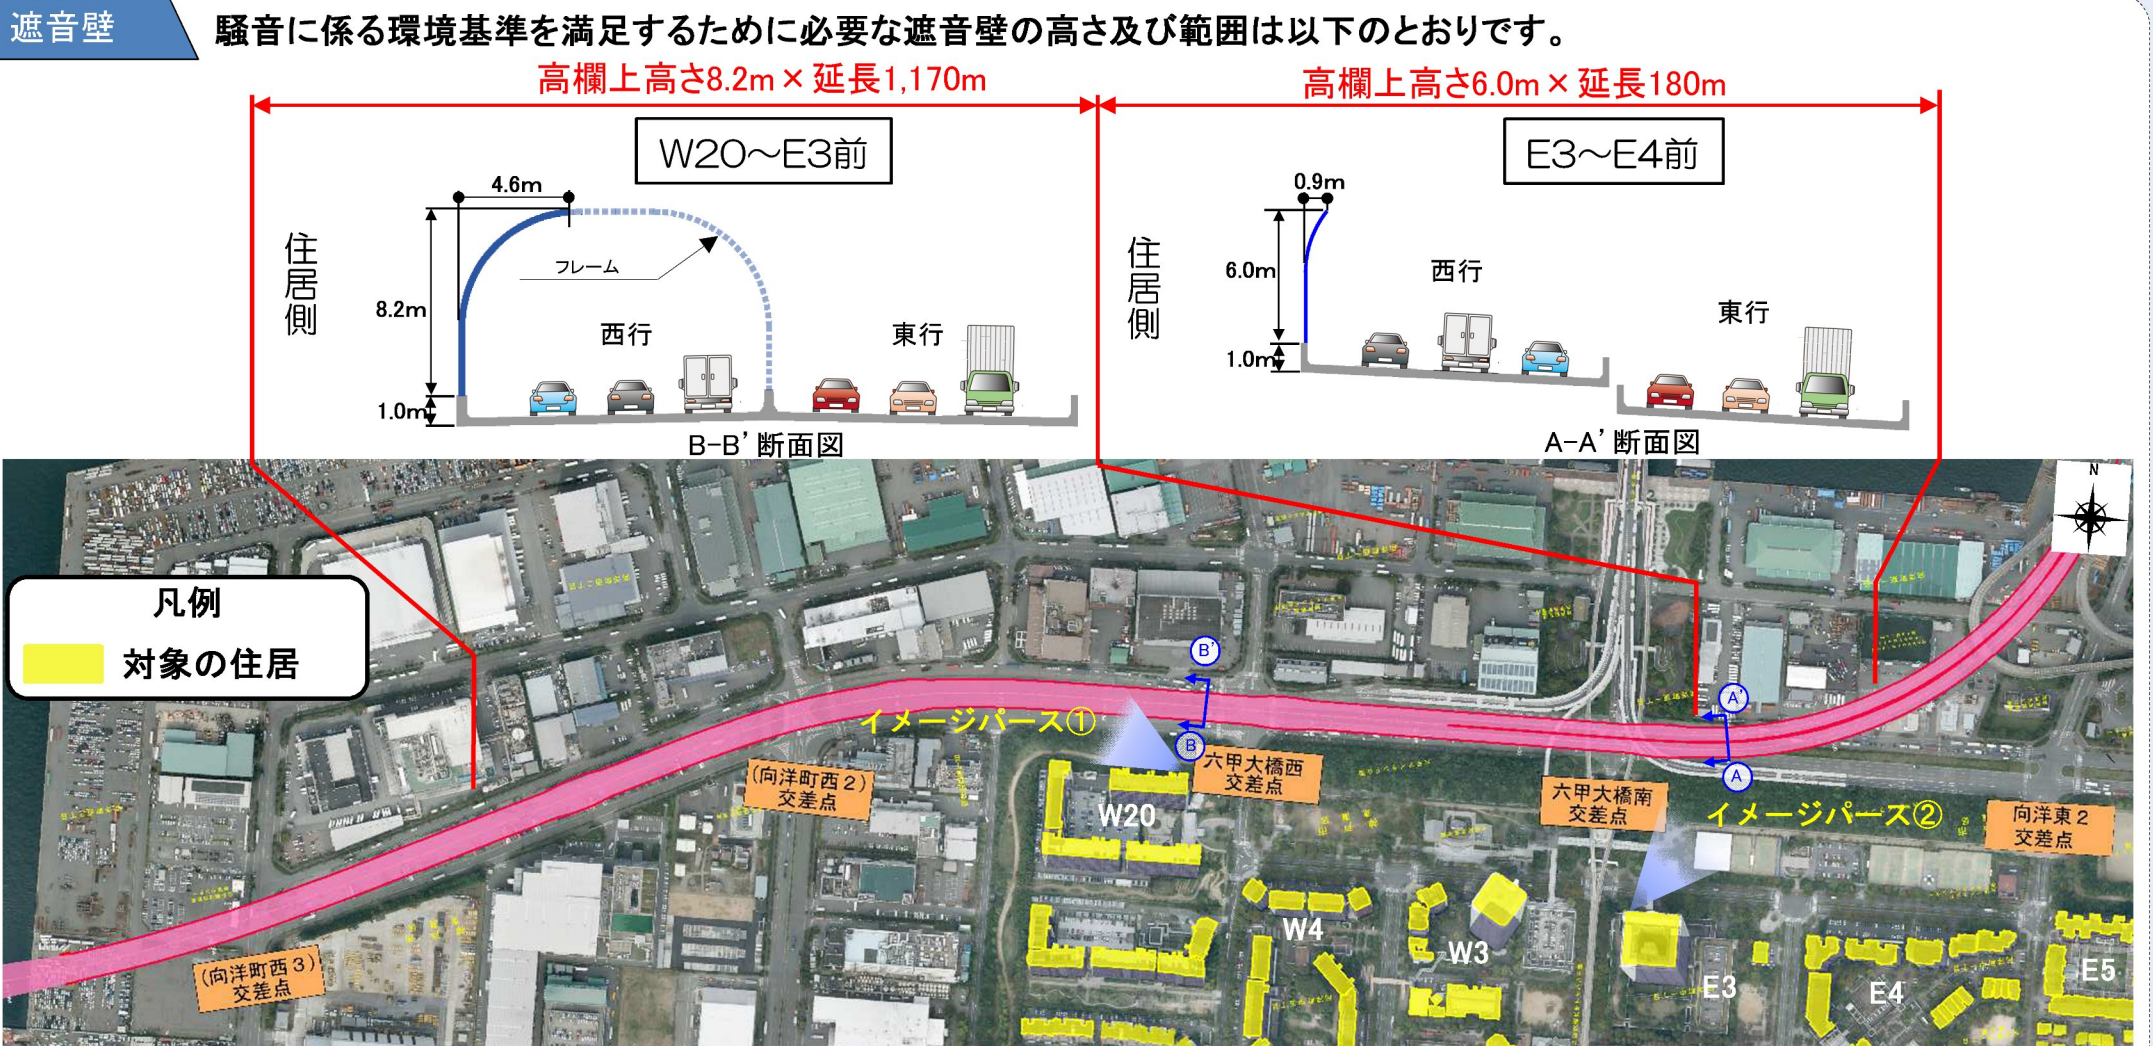 遮音壁
騒音に係る環境基準を満足するために必要な遮音壁の高さ及び範囲は以下のとおりです。
高欄上高さ8.2m×延長1,170m
高欄上高さ6.0m×延長180m
W20～E3前
E3～E4前
4.6m
0.9m
住居側
フレーム
8.2m
西行
東行
1.0m
B-B’断面図
住居側
6.0m
西行
東行
1.0m
A-A’断面図
N
凡例
対象の住居
B'
B
A'
A
イメージパース①
イメージパース②
(向洋町西2)
交差点
六甲大橋西
交差点
六甲大橋南
交差点
向洋東2
交差点
(向洋町西3)
交差点
W20
W4
W3
E3
E4
E5